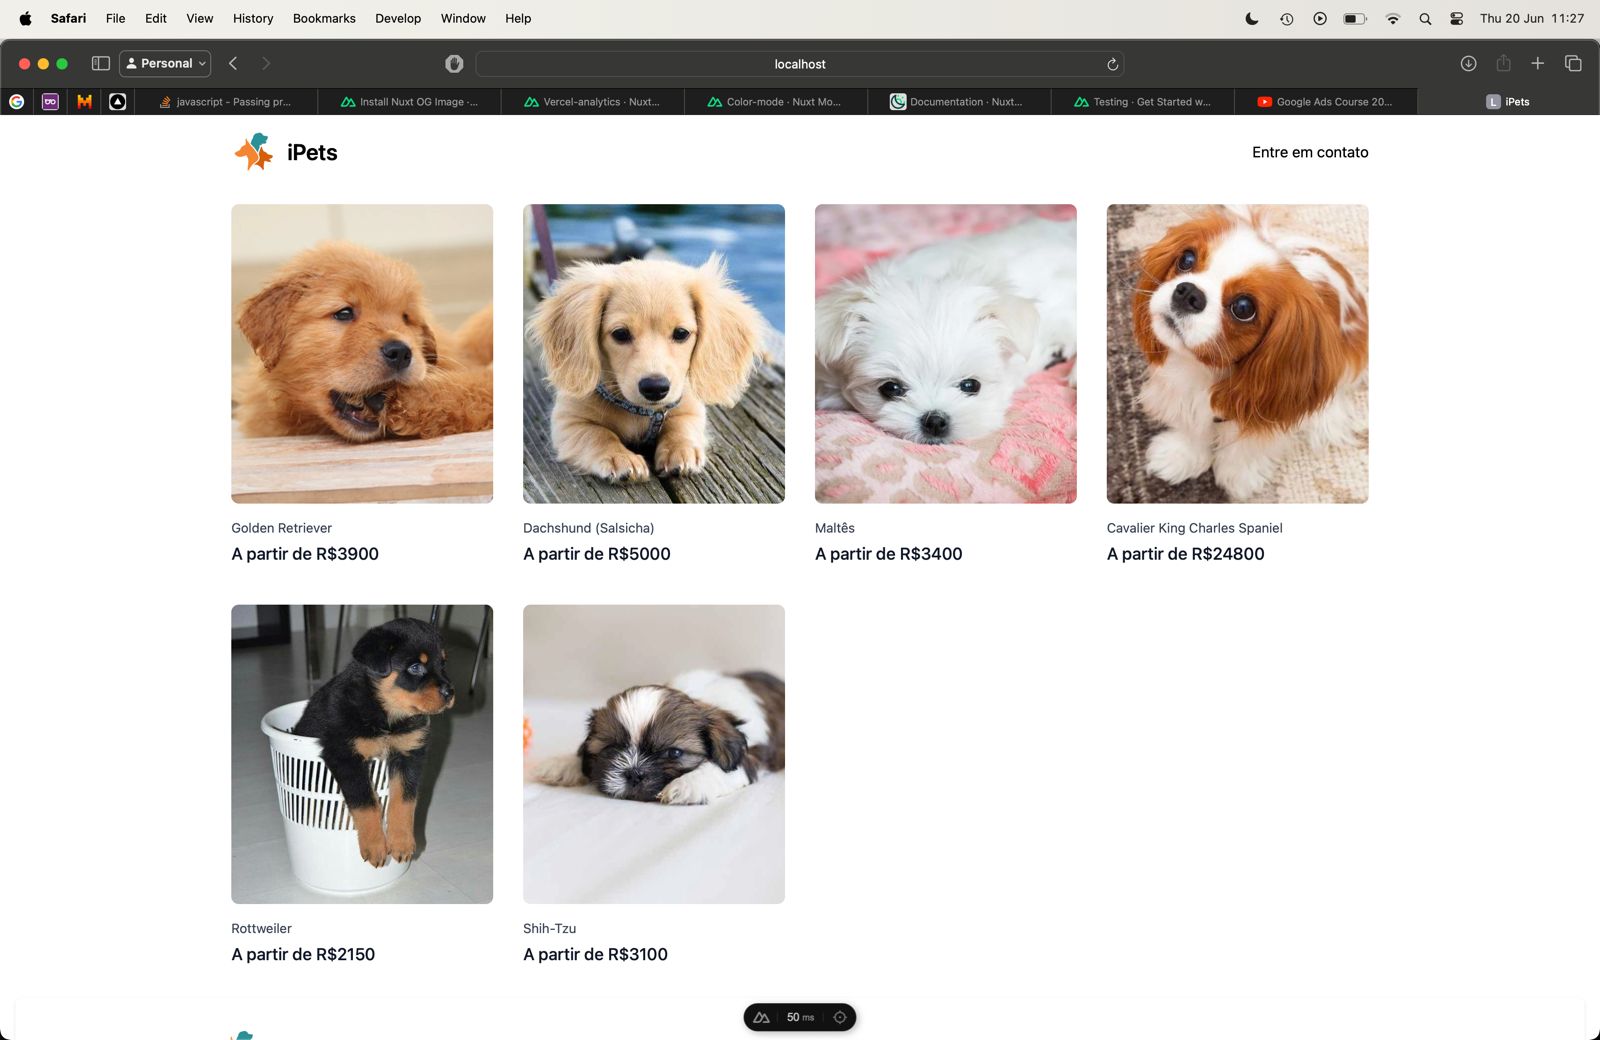 Safari File Edit View History Bookmarks Develop Window Help Thu 20 Jun 11:27
Personal localhost
javascript - Passing pr... Install Nuxt OG Image ·... Vercel-analytics · Nuxt... Color-mode · Nuxt Mo... Documentation · Nuxt... Testing · Get Started w... Google Ads Course 20... L iPets
iPets Entre em contato
Golden Retriever Dachshund (Salsicha) Maltês Cavalier King Charles Spaniel
A partir de R$3900 A partir de R$5000 A partir de R$3400 A partir de R$24800
Rottweiler Shih-Tzu
A partir de R$2150 A partir de R$3100
50 ms